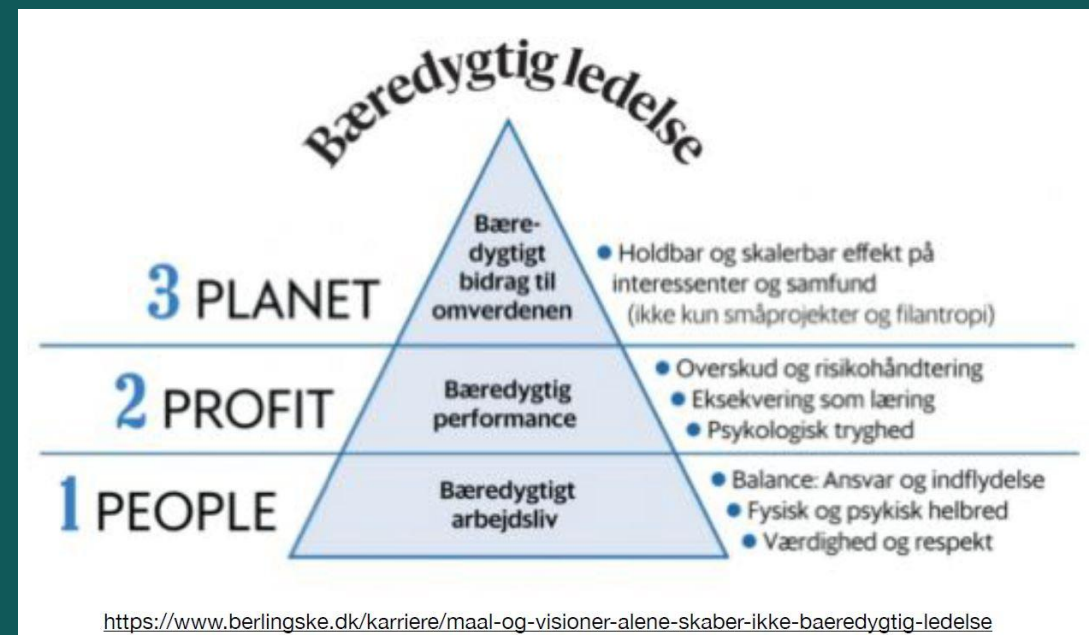 Bæredygtig ledelse
3 PLANET
Bære-
dygtigt
bidrag til
omverdenen
● Holdbar og skalerbar effekt på
interessenter og samfund
(ikke kun småprojekter og filantropi)
2 PROFIT
Bæredygtig
performance
● Overskud og risikohåndtering
● Eksekvering som læring
● Psykologisk tryghed
1 PEOPLE
Bæredygtigt
arbejdsliv
● Balance: Ansvar og indflydelse
● Fysisk og psykisk helbred
● Værdighed og respekt
https://www.berlingske.dk/karriere/maal-og-visioner-alene-skaber-ikke-baeredygtig-ledelse